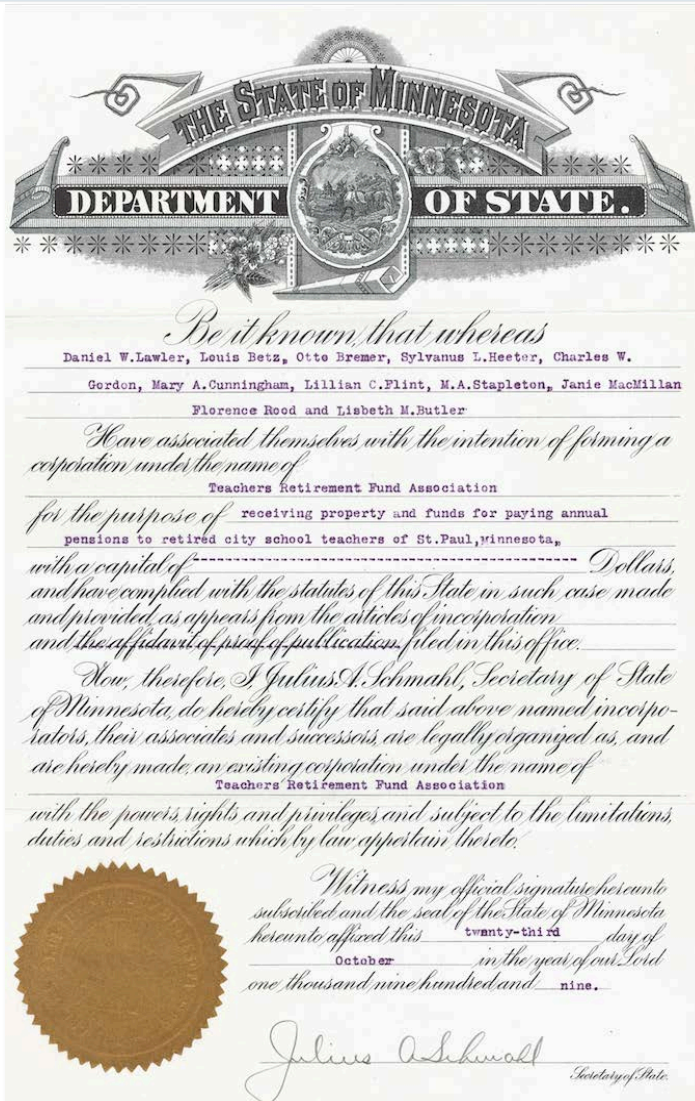 THE STATE OF MINNESOTA
DEPARTMENT OF STATE.
Be it known, that whereas
Daniel W.Lawler, Louis Betz, Otto Bremer, Sylvanus L.Heeter, Charles W.
Gordon, Mary A.Cunningham, Lillian C.Flint, M.A.Stapleton, Janie MacMillan
Florence Rood and Lisbeth M.Butler
Have associated themselves with the intention of forming a
corporation under the name of
Teachers Retirement Fund Association
for the purpose of receiving property and funds for paying annual
pensions to retired city school teachers of St.Paul,Minnesota,
with a capital of ------------------------------------------------ Dollars,
and have complied with the statutes of this State in such case made
and provided, as appears from the articles of incorporation
and the affidavit of proof of publication, filed in this office.
Now, therefore, I, Julius A. Schmahl, Secretary of State
of Minnesota, do hereby certify that said above named incorpo-
rators, their associates and successors, are legally organized as, and
are hereby made, an existing corporation under the name of
Teachers Retirement Fund Association
with the powers, rights and privileges, and subject to the limitations,
duties and restrictions which by law appertain thereto.
Witness my official signature hereunto
subscribed and the seal of the State of Minnesota
hereunto affixed this twenty-third day of
October in the year of our Lord
one thousand nine hundred and nine.
Julius A Schmahl
Secretary of State.